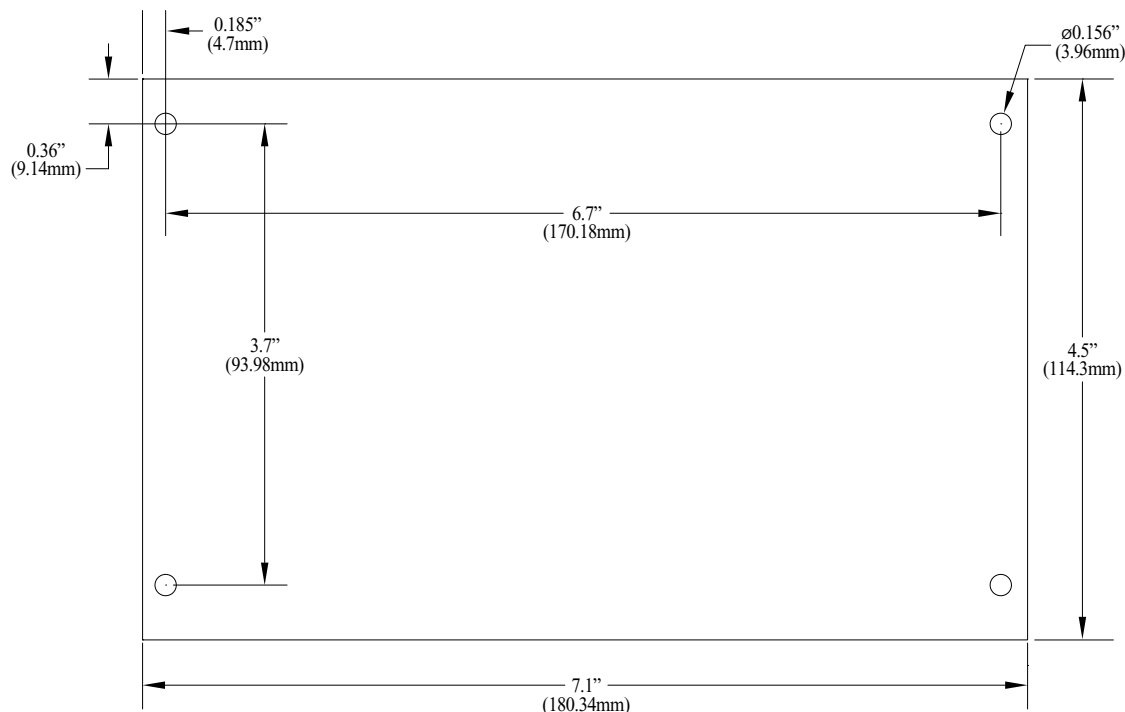 0.185”
(4.7mm)
ø0.156”
(3.96mm)
0.36”
(9.14mm)
6.7”
(170.18mm)
3.7”
(93.98mm)
4.5”
(114.3mm)
7.1”
(180.34mm)